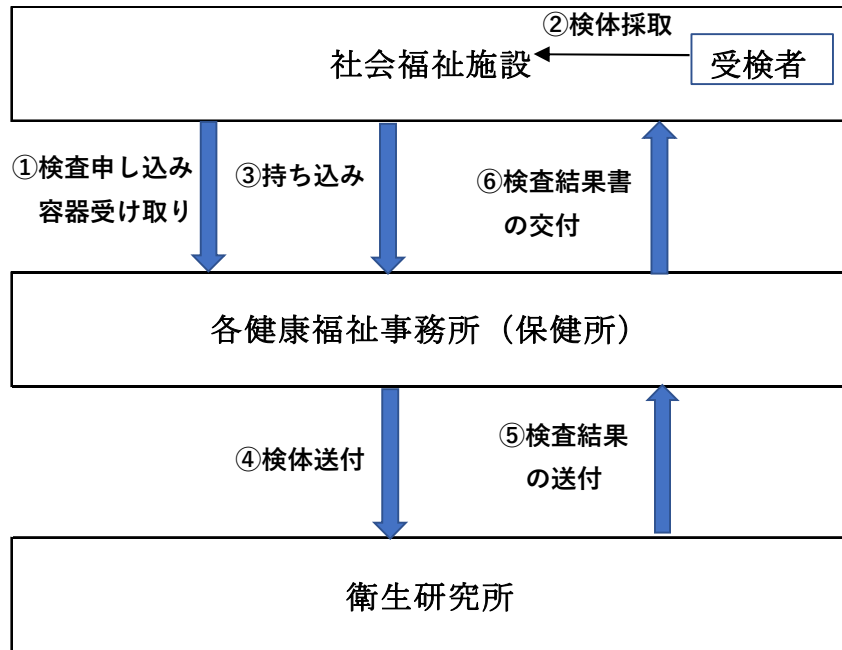 ②検体採取
社会福祉施設
受検者
①検査申し込み
容器受け取り
③持ち込み
⑥検査結果書
の交付
各健康福祉事務所（保健所）
④検体送付
⑤検査結果
の送付
衛生研究所